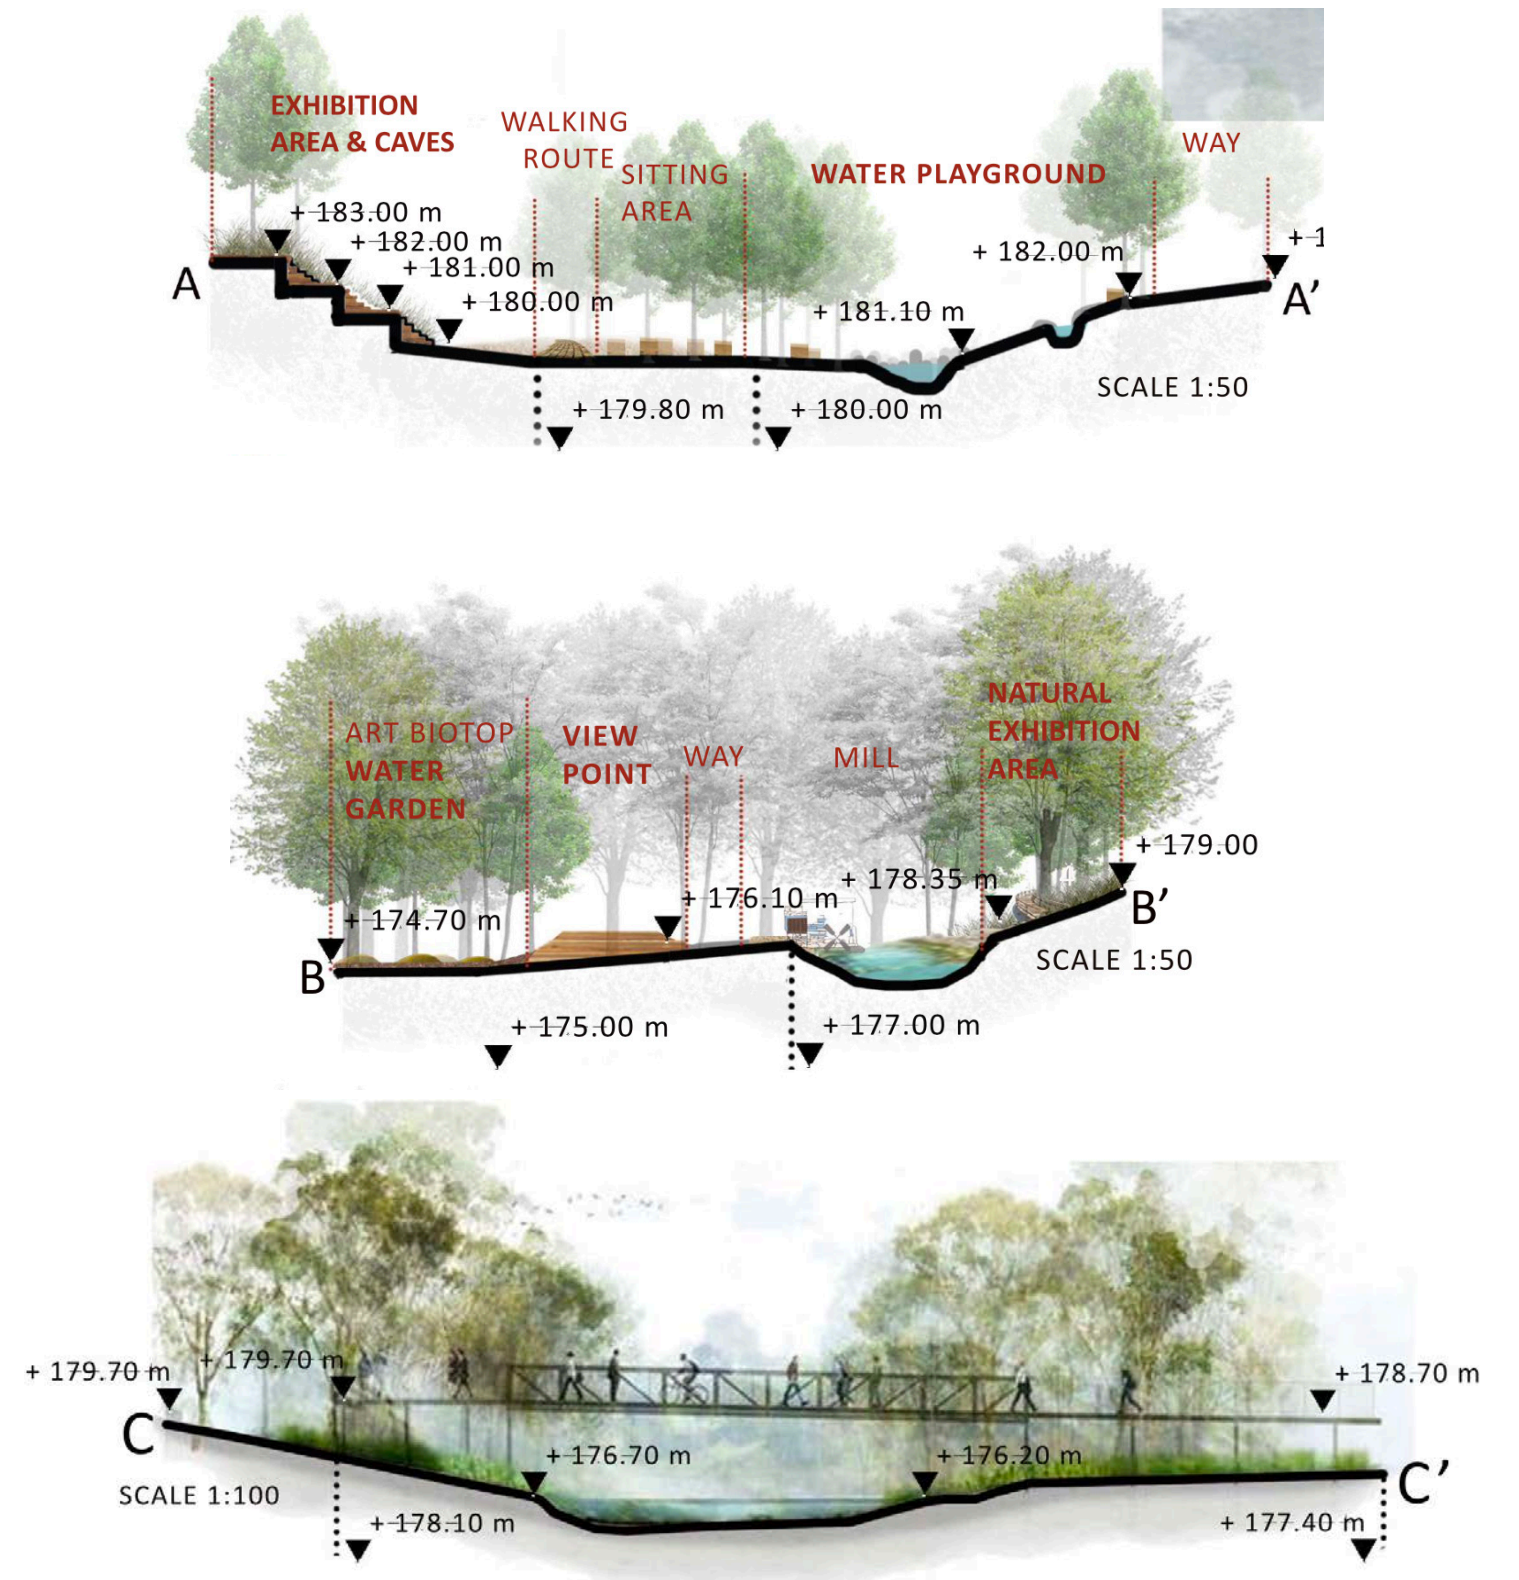 EXHIBITION
AREA & CAVES
WALKING
ROUTE
SITTING
AREA
WATER PLAYGROUND
WAY
+ 183.00 m
+ 182.00 m
+ 181.00 m
+ 180.00 m
+ 182.00 m
+ 181.10 m
A
A’
SCALE 1:50
+ 179.80 m
+ 180.00 m
ART BIOTOP
WATER
GARDEN
VIEW
POINT
WAY
MILL
NATURAL
EXHIBITION
AREA
+ 179.00
+ 178.35 m
+ 176.10 m
+ 174.70 m
B
B’
SCALE 1:50
+ 175.00 m
+ 177.00 m
+ 179.70 m
+ 179.70 m
+ 178.70 m
C
+ 176.70 m
+ 176.20 m
C’
SCALE 1:100
+ 178.10 m
+ 177.40 m